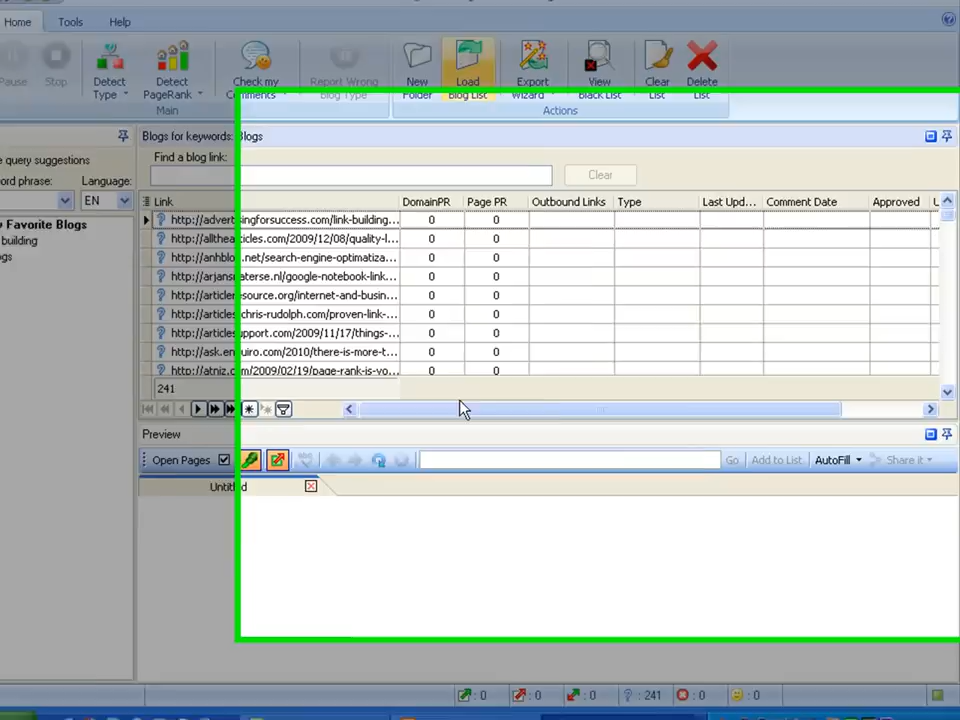 Home Tools Help
Pause Stop Detect Type Detect PageRank Check my Comments Report Wrong Blog Type New Folder Load Blog List Export Wizard View Black List Clear List Delete List
Main Actions
Blogs for keywords: Blogs
e query suggestions
Find a blog link:
ord phrase: Language:
EN
Clear
Link DomainPR Page PR Outbound Links Type Last Upd... Comment Date Approved U
y Favorite Blogs
building
gs
http://advertisingforsuccess.com/link-building... 0 0
http://allthearticles.com/2009/12/08/quality-l... 0 0
http://anhblog.net/search-engine-optimatiza... 0 0
http://arjansnaterse.nl/google-notebook-link... 0 0
http://articleresource.org/internet-and-busin... 0 0
http://articles.chris-rudolph.com/proven-link-... 0 0
http://articlesupport.com/2009/11/17/things-... 0 0
http://ask.enquiro.com/2010/there-is-more-t... 0 0
http://atniz.com/2009/02/19/page-rank-is-vo... 0 0
241
Preview
Open Pages Go Add to List AutoFill Share it
Untitled
: 0 : 0 : 0 : 241 : 0 : 0